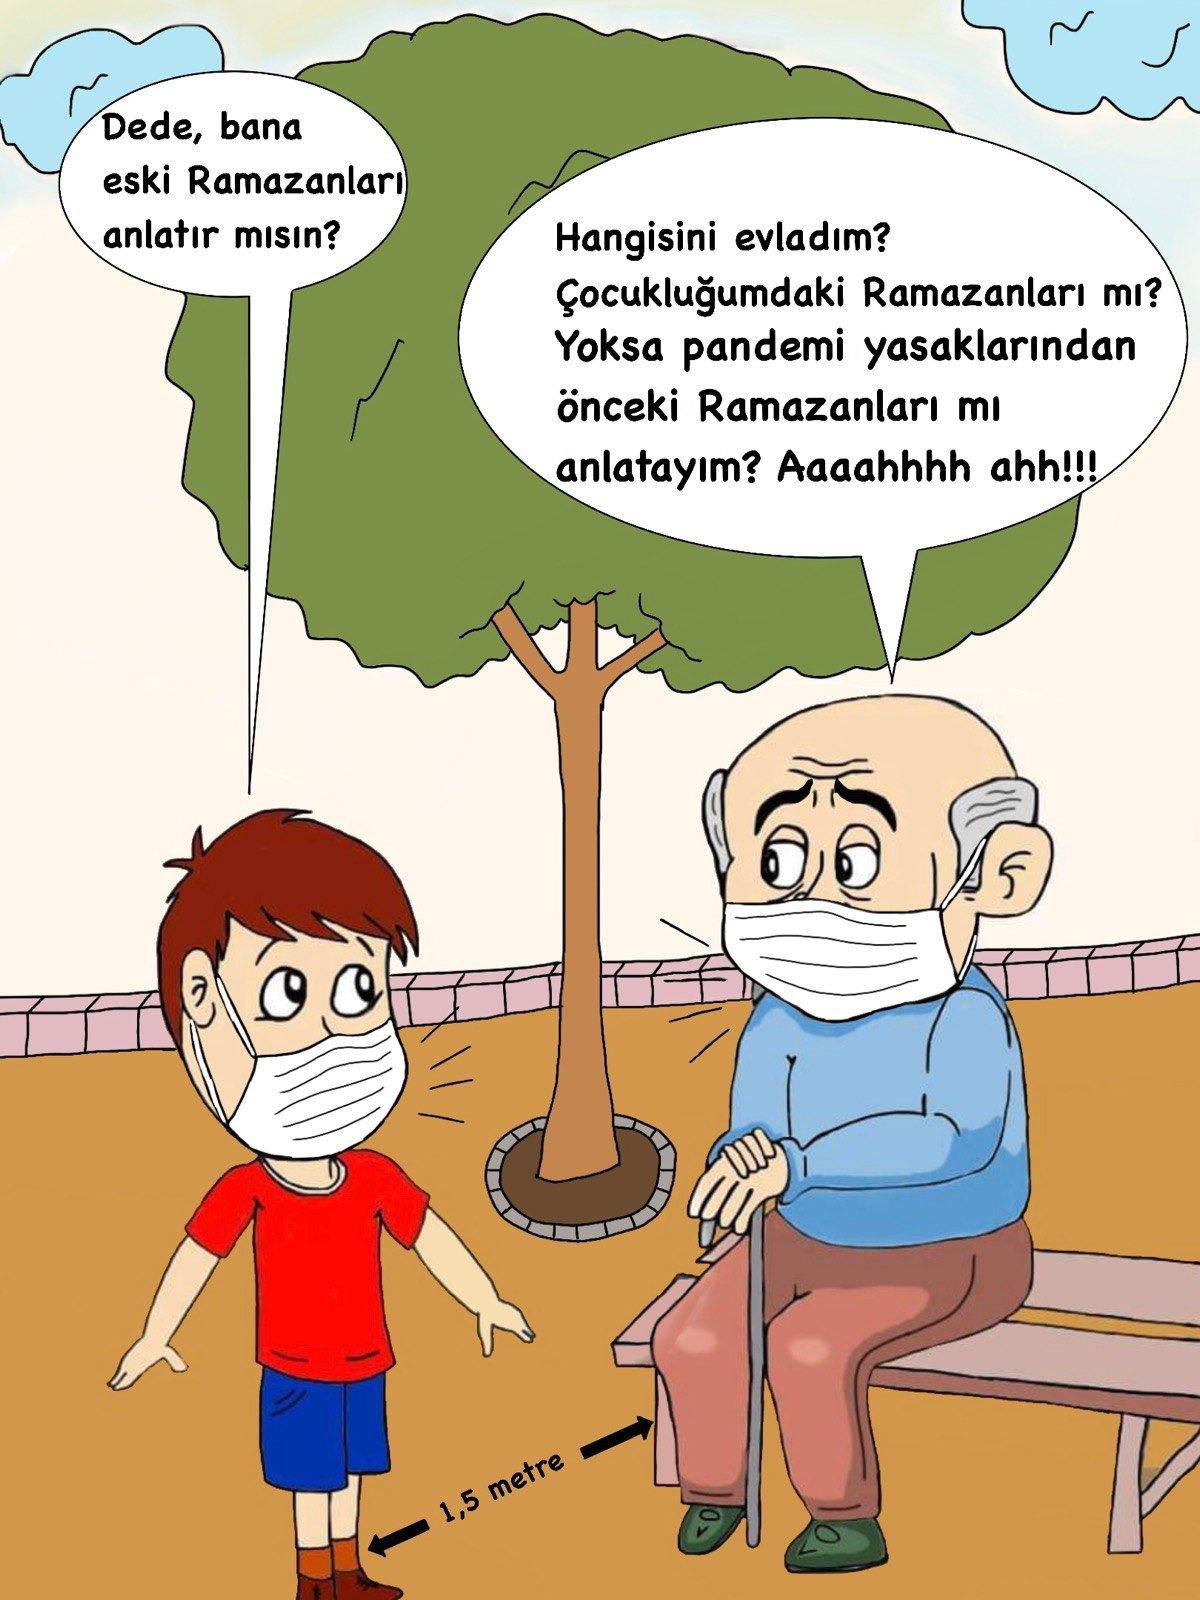 Dede, bana
eski Ramazanları
anlatır mısın?
Hangisini evladım?
Çocukluğumdaki Ramazanları mı?
Yoksa pandemi yasaklarından
önceki Ramazanları mı
anlatayım? Aaaahhhh ahh!!!
1,5 metre